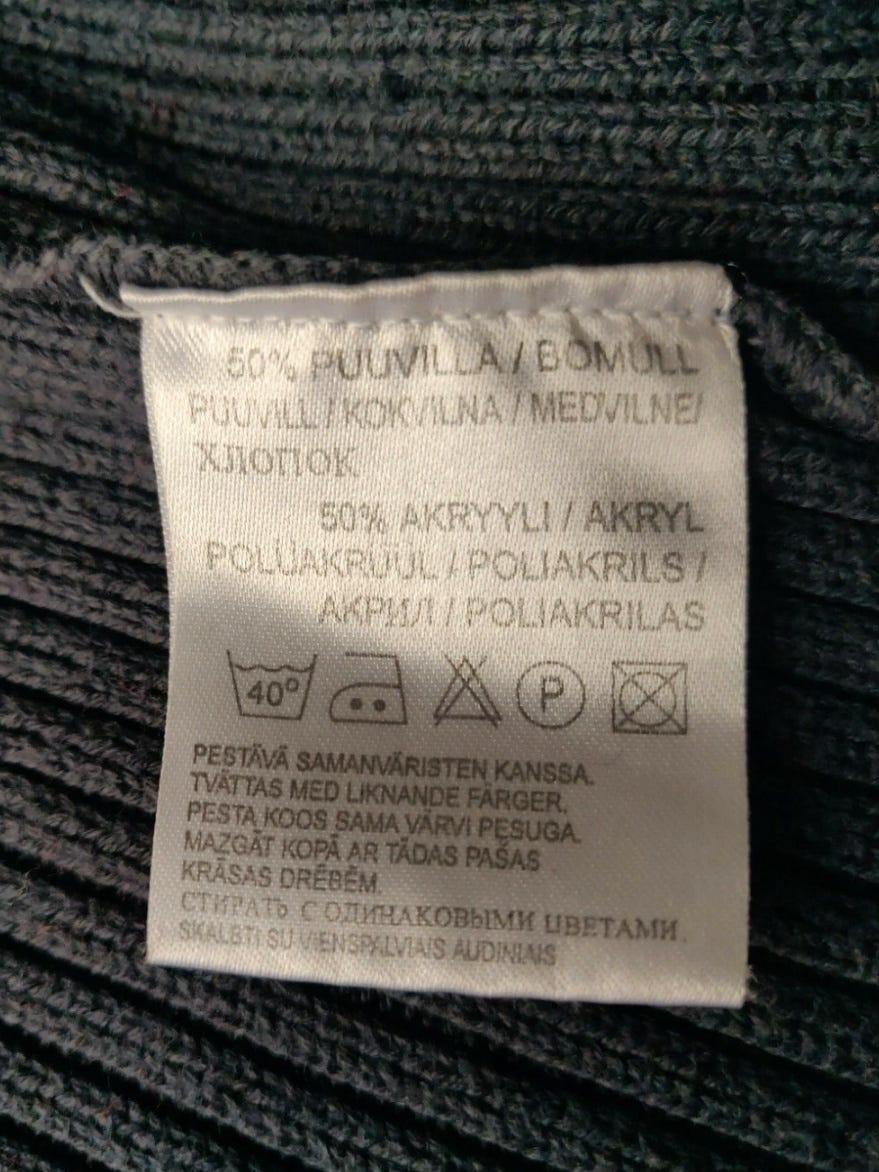 50% PUUVILLA / BOMULL
PUUVILL / KOKVILNA / MEDVILNE/
ХЛОПОК
50% AKRYYLI / AKRYL
POLÜAKRÜÜL / POLIAKRILS /
АКРИЛ / POLIAKRILAS
40°
P
PESTÄVÄ SAMANVÄRISTEN KANSSA.
TVÄTTAS MED LIKNANDE FÄRGER.
PESTA KOOS SAMA VÄRVI PESUGA.
MAZGĀT KOPĀ AR TĀDAS PAŠAS
KRĀSAS DRĒBĒM.
СТИРАТЬ С ОДИНАКОВЫМИ ЦВЕТАМИ.
SKALBTI SU VIENSPALVIAIS AUDINIAIS